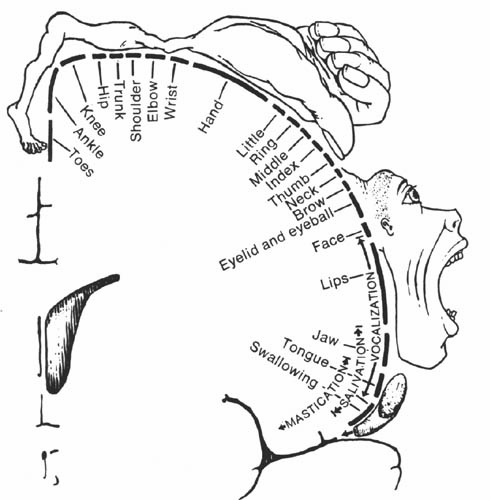 Toes
Ankle
Knee
Hip
Trunk
Shoulder
Elbow
Wrist
Hand
Little
Ring
Middle
Index
Thumb
Neck
Brow
Eyelid and eyeball
Face
Lips
Jaw
Tongue
Swallowing
VOCALIZATION
SALIVATION
MASTICATION